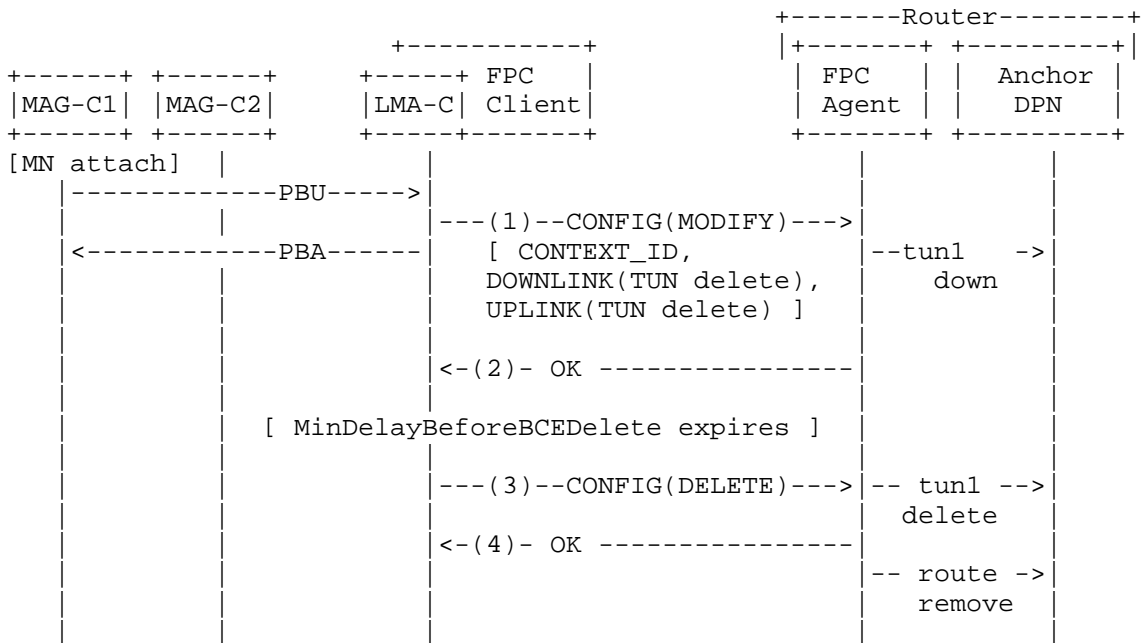 +-------Router--------+
+-----------+ |+-------+ +---------+|
+------+ +------+ +-----+ FPC | | FPC | | Anchor |
|MAG-C1| |MAG-C2| |LMA-C| Client| | Agent | | DPN |
+------+ +------+ +-----+-------+ +-------+ +---------+
[MN attach] | | | |
|-------------PBU----->| | |
| | |---(1)--CONFIG(MODIFY)--->| |
|<------------PBA------| [ CONTEXT_ID, |--tun1 ->|
| | | DOWNLINK(TUN delete), | down |
| | | UPLINK(TUN delete) ] | |
| | | | |
| | |<-(2)- OK ----------------| |
| | | | |
| | [ MinDelayBeforeBCEDelete expires ] | |
| | | | |
| | |---(3)--CONFIG(DELETE)--->|-- tun1 -->|
| | | | delete |
| | |<-(4)- OK ----------------| |
| | | |-- route ->|
| | | | remove |
| | | | |